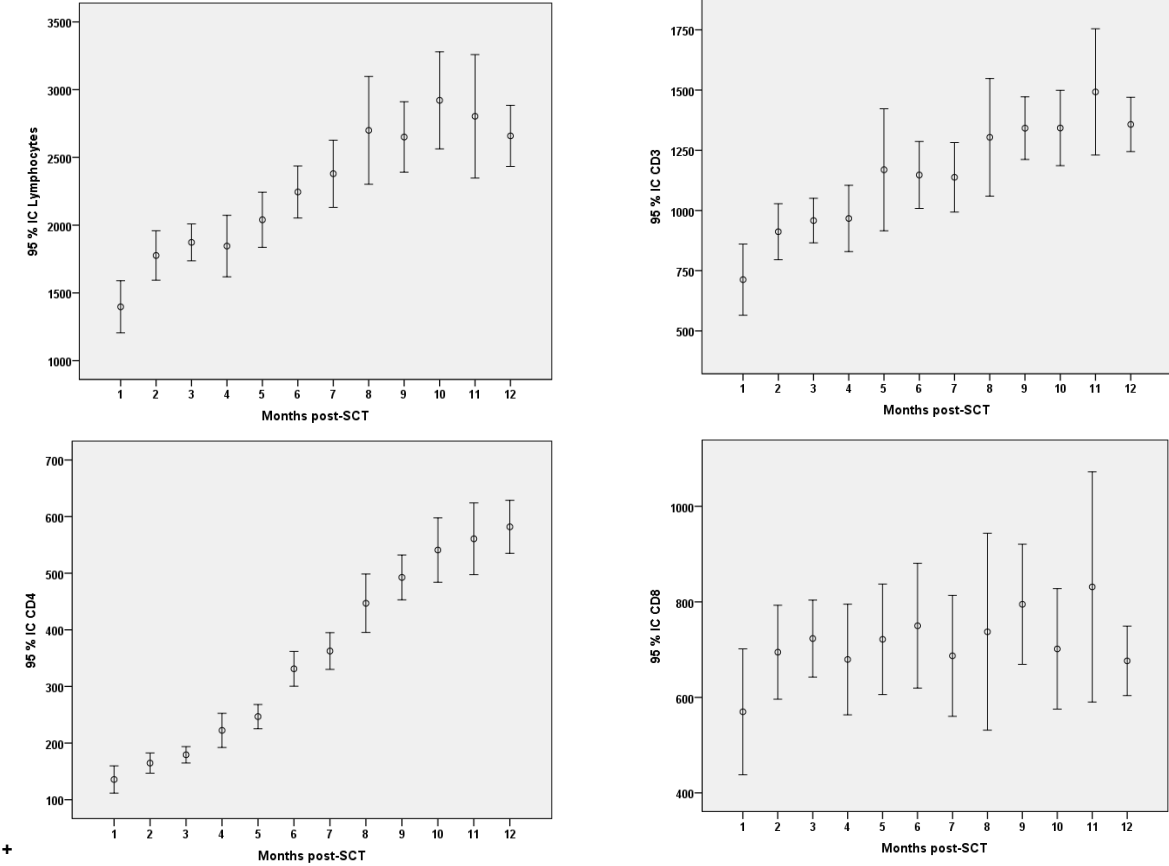 95 % IC Lymphocytes
3500
3000
2500
2000
1500
1000
1 2 3 4 5 6 7 8 9 10 11 12
Months post-SCT
95 % IC CD3
1750
1500
1250
1000
750
500
1 2 3 4 5 6 7 8 9 10 11 12
Months post-SCT
95 % IC CD4
700
600
500
400
300
200
100
1 2 3 4 5 6 7 8 9 10 11 12
Months post-SCT
95 % IC CD8
1000
800
600
400
1 2 3 4 5 6 7 8 9 10 11 12
Months post-SCT
+